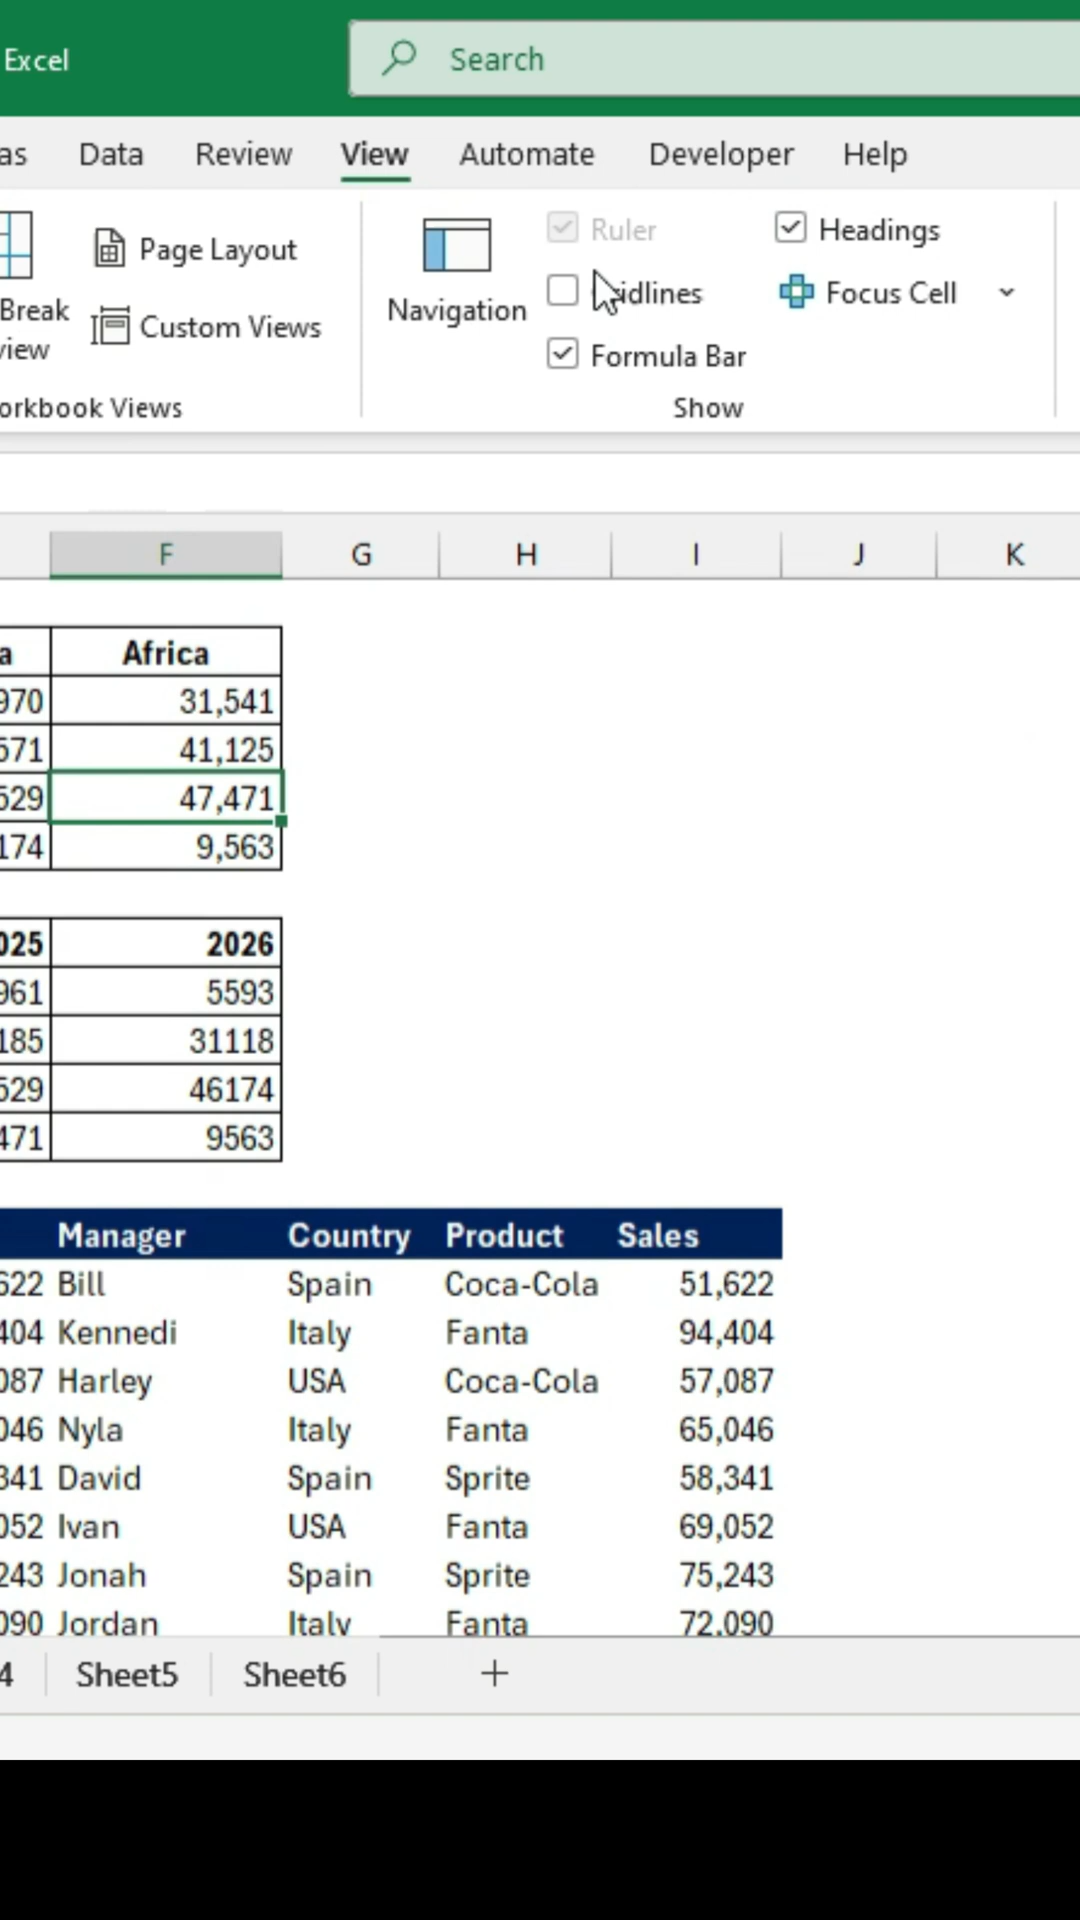 Excel Search
as Data Review View Automate Developer Help
Page Layout
Break
view
Custom Views
orkbook Views
Navigation
Ruler
idlines
Formula Bar
Headings
Focus Cell
Show
F G H I J K
a Africa
970 31,541
571 41,125
529 47,471
174 9,563
025 2026
961 5593
185 31118
529 46174
471 9563
Manager Country Product Sales
622 Bill Spain Coca-Cola 51,622
404 Kennedi Italy Fanta 94,404
087 Harley USA Coca-Cola 57,087
046 Nyla Italy Fanta 65,046
341 David Spain Sprite 58,341
052 Ivan USA Fanta 69,052
243 Jonah Spain Sprite 75,243
090 Jordan Italy Fanta 72,090
4 Sheet5 Sheet6 +